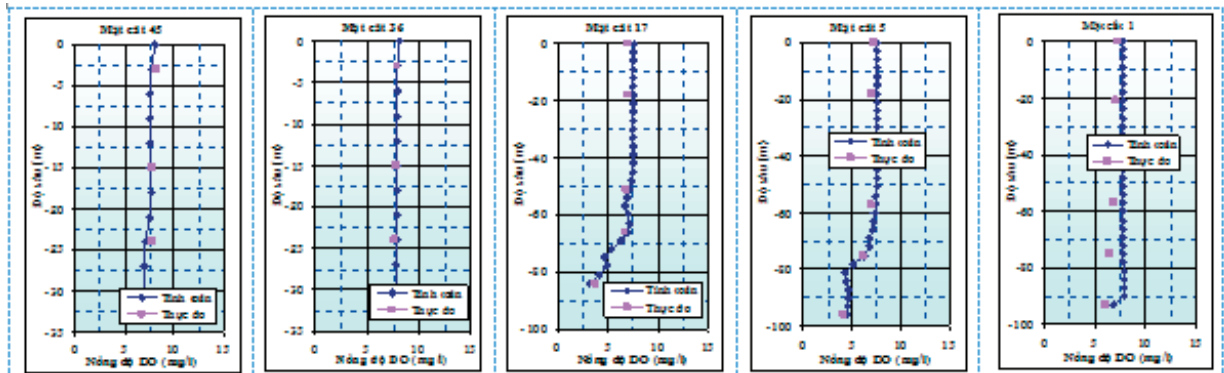 Mặt cắt 45
0
-5
-10
-15
-20
-25
-30
-35
Độ sâu (m)
Tính toán
Thực đo
0 5 10 15
Nồng độ DO (mg/l)
Mặt cắt 36
0
-5
-10
-15
-20
-25
-30
-35
Độ sâu (m)
Tính toán
Thực đo
0 5 10 15
Nồng độ DO (mg/l)
Mặt cắt 17
0
-20
-40
-60
-80
-100
Độ sâu (m)
Tính toán
Thực đo
0 5 10 15
Nồng độ DO (mg/l)
Mặt cắt 5
0
-20
-40
-60
-80
-100
Độ sâu (m)
Tính toán
Thực đo
0 5 10 15
Nồng độ DO (mg/l)
Mặt cắt 1
0
-20
-40
-60
-80
-100
Độ sâu (m)
Tính toán
Thực đo
0 5 10 15
Nồng độ DO (mg/l)